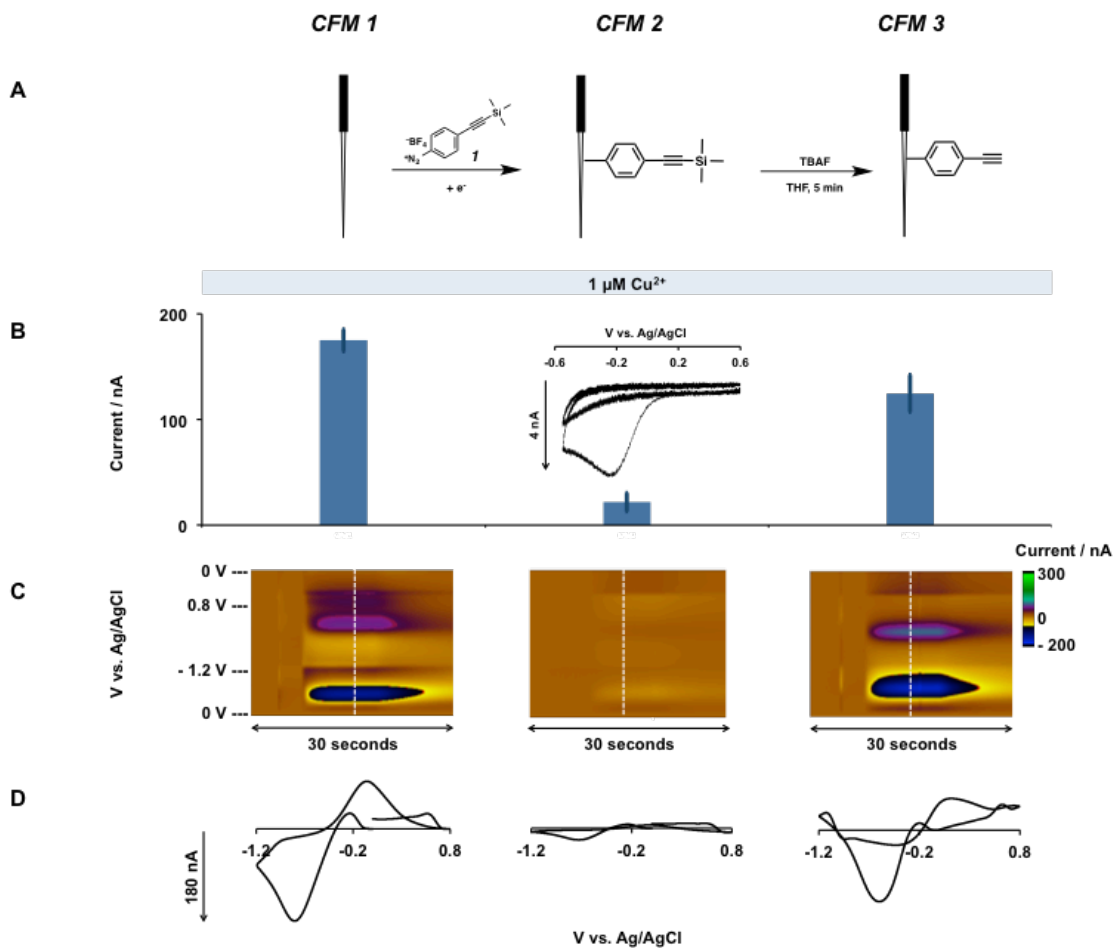 CFM 1 CFM 2 CFM 3
A
Si
⁻BF₄
⁺N₂
1
+ e⁻
Si
TBAF
THF, 5 min
1 µM Cu²⁺
B
200
100
0
Current / nA
V vs. Ag/AgCl
-0.6 -0.2 0.2 0.6
4 nA
C
Current / nA
300
0
- 200
0 V ---
0.8 V ---
- 1.2 V ---
0 V ---
V vs. Ag/AgCl
30 seconds 30 seconds 30 seconds
D
180 nA
-1.2 -0.2 0.8
-1.2 -0.2 0.8
-1.2 -0.2 0.8
V vs. Ag/AgCl